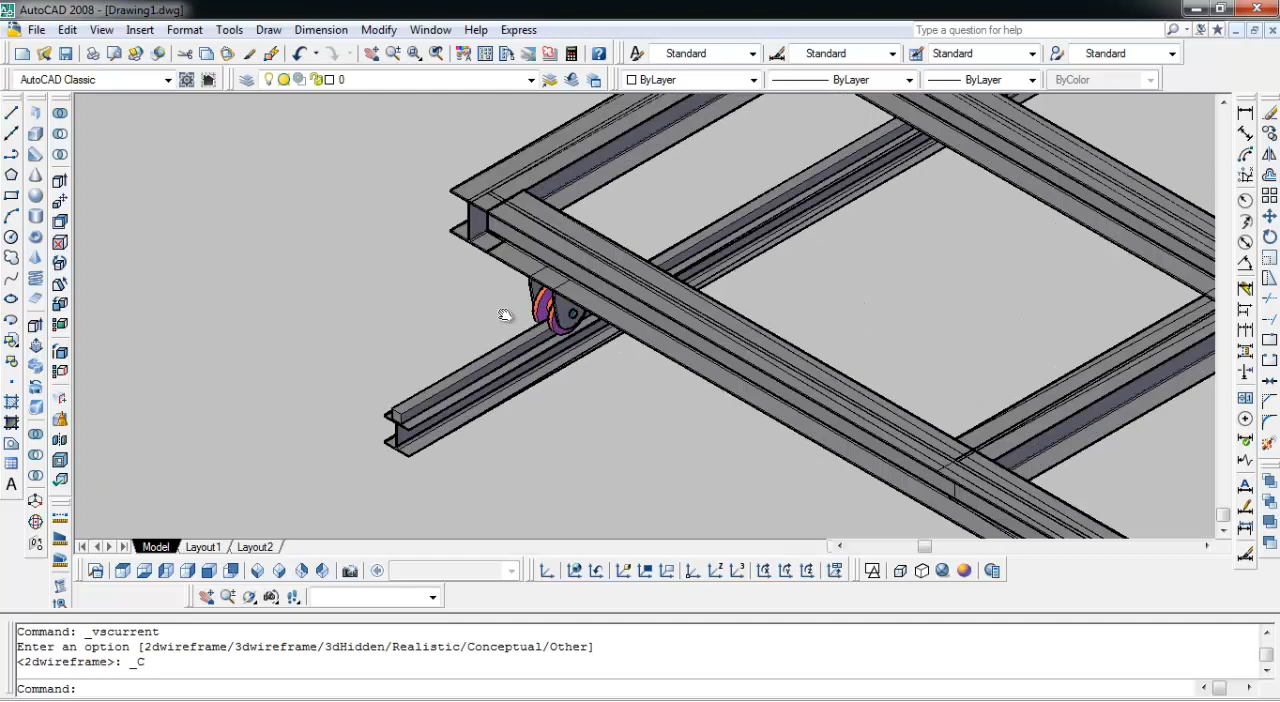 AutoCAD 2008 - [Drawing1.dwg]
File Edit View Insert Format Tools Draw Dimension Modify Window Help Express Type a question for help
Standard Standard Standard Standard
AutoCAD Classic 0 ByLayer ByLayer ByLayer ByColor
A
Model Layout1 Layout2
Command: _vscurrent
Enter an option [2dwireframe/3dwireframe/3dHidden/Realistic/Conceptual/Other]
<2dwireframe>: _C
Command: